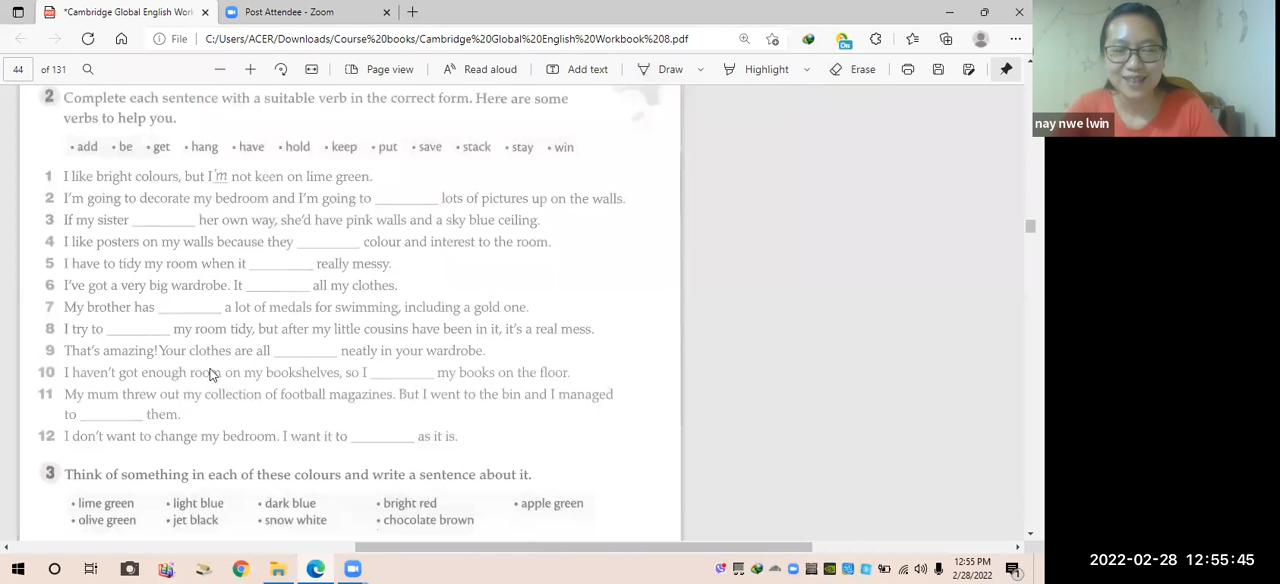 *Cambridge Global English Work
Post Attendee - Zoom
File
C:/Users/ACER/Downloads/Course%20books/Cambridge%20Global%20English%20Workbook%208.pdf
On
44 of 131
Page view
Read aloud
Add text
Draw
Highlight
Erase
nay nwe lwin
2 Complete each sentence with a suitable verb in the correct form. Here are some
verbs to help you.
• add • be • get • hang • have • hold • keep • put • save • stack • stay • win
1 I like bright colours, but I'm not keen on lime green.
2 I'm going to decorate my bedroom and I'm going to ________ lots of pictures up on the walls.
3 If my sister ________ her own way, she'd have pink walls and a sky blue ceiling.
4 I like posters on my walls because they ________ colour and interest to the room.
5 I have to tidy my room when it ________ really messy.
6 I've got a very big wardrobe. It ________ all my clothes.
7 My brother has ________ a lot of medals for swimming, including a gold one.
8 I try to ________ my room tidy, but after my little cousins have been in it, it's a real mess.
9 That's amazing! Your clothes are all ________ neatly in your wardrobe.
10 I haven't got enough room on my bookshelves, so I ________ my books on the floor.
11 My mum threw out my collection of football magazines. But I went to the bin and I managed
to ________ them.
12 I don't want to change my bedroom. I want it to ________ as it is.
3 Think of something in each of these colours and write a sentence about it.
• lime green • light blue • dark blue • bright red • apple green
• olive green • jet black • snow white • chocolate brown
12:55 PM
2/28/2022
2022-02-28 12:55:45